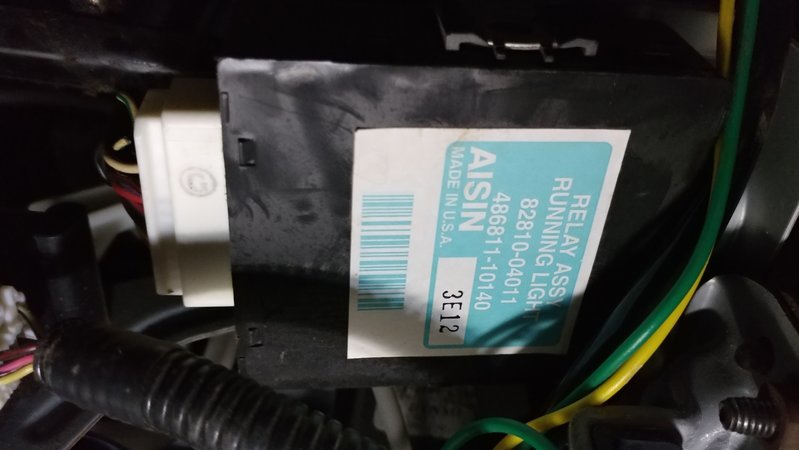 RELAY ASSY
RUNNING LIGHT
82810-04011
486811-10140
AISIN
MADE IN U.S.A.
3E12